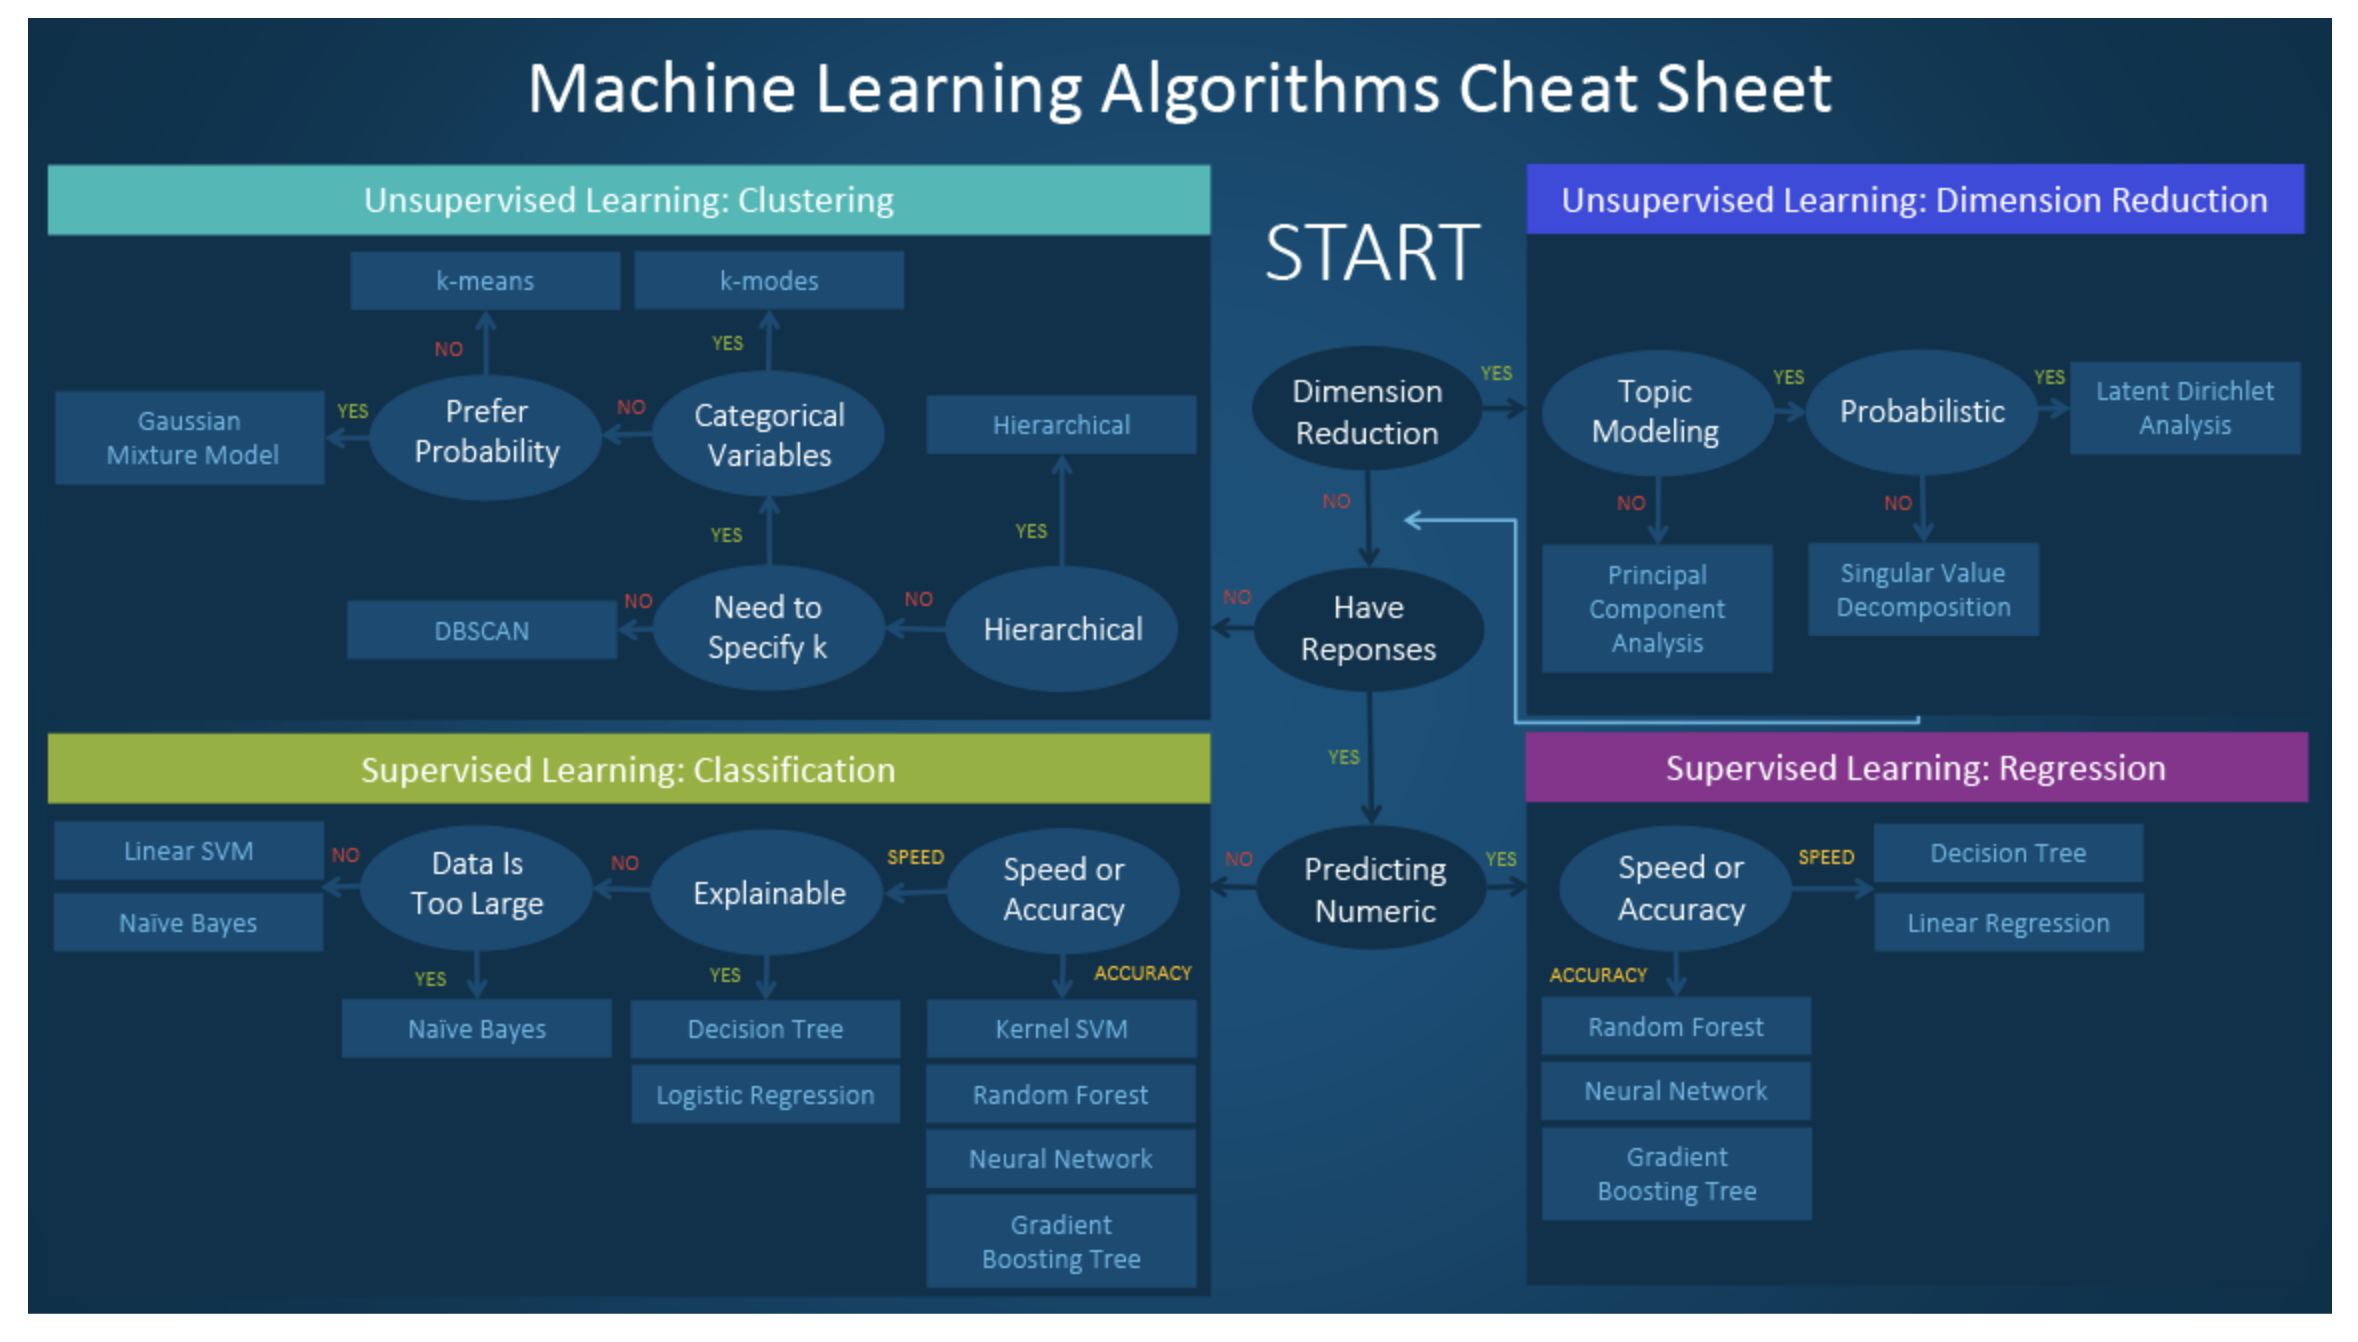 Machine Learning Algorithms Cheat Sheet
Unsupervised Learning: Clustering
k-means
k-modes
NO
YES
Gaussian
Mixture Model
YES
Prefer
Probability
NO
Categorical
Variables
Hierarchical
YES
YES
DBSCAN
NO
Need to
Specify k
NO
Hierarchical
START
Dimension
Reduction
YES
NO
NO
Have
Reponses
YES
NO
Predicting
Numeric
YES
Unsupervised Learning: Dimension Reduction
Topic
Modeling
YES
Probabilistic
YES
Latent Dirichlet
Analysis
NO
NO
Principal
Component
Analysis
Singular Value
Decomposition
Supervised Learning: Classification
Linear SVM
Naïve Bayes
NO
Data Is
Too Large
NO
Explainable
SPEED
Speed or
Accuracy
YES
YES
ACCURACY
Naïve Bayes
Decision Tree
Logistic Regression
Kernel SVM
Random Forest
Neural Network
Gradient
Boosting Tree
Supervised Learning: Regression
Speed or
Accuracy
SPEED
Decision Tree
Linear Regression
ACCURACY
Random Forest
Neural Network
Gradient
Boosting Tree